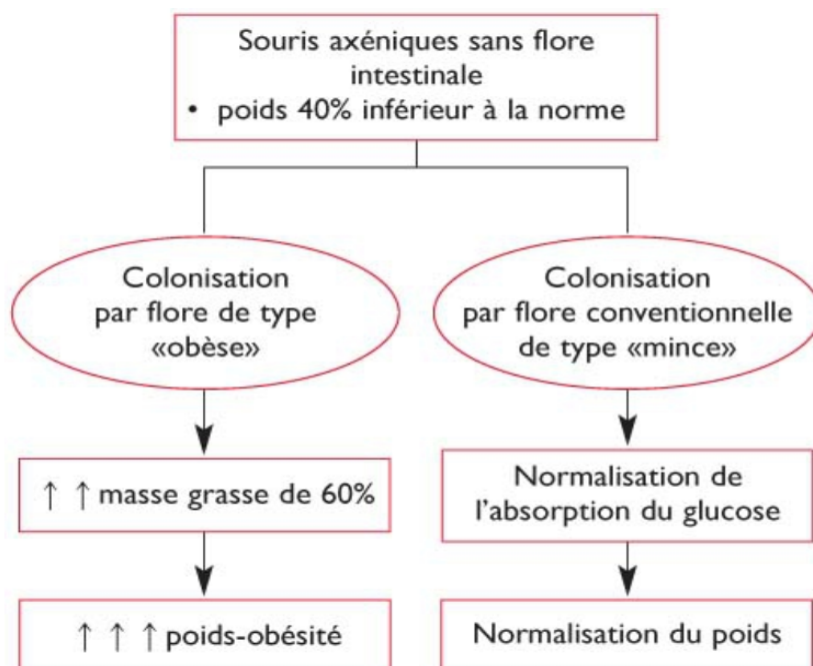 Souris axéniques sans flore
intestinale
• poids 40% inférieur à la norme
Colonisation
par flore de type
«obèse»
Colonisation
par flore conventionnelle
de type «mince»
↑ ↑ masse grasse de 60%
Normalisation de
l'absorption du glucose
↑ ↑ ↑ poids-obésité
Normalisation du poids